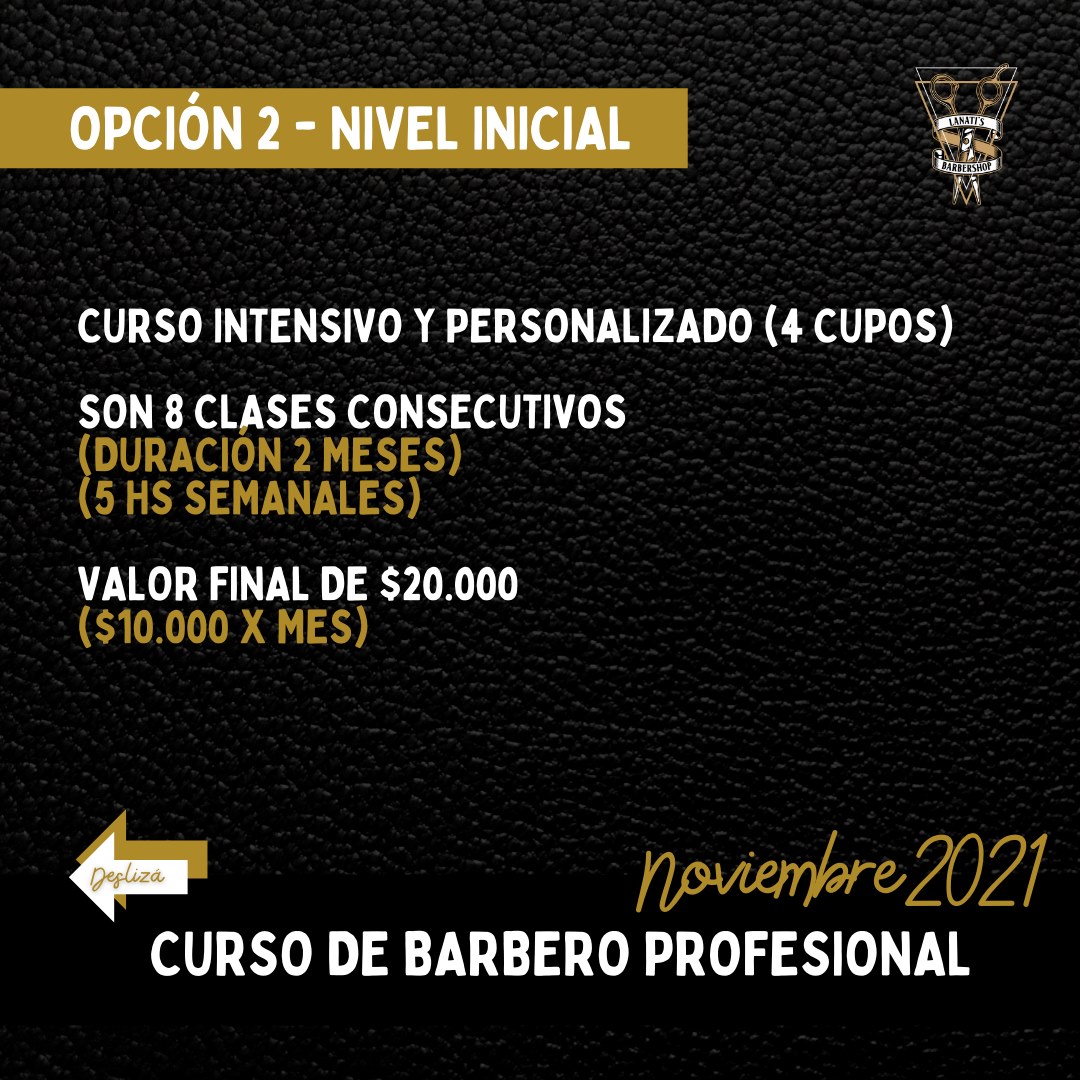 OPCIÓN 2 - NIVEL INICIAL
LANATI'S
BARBERSHOP
CURSO INTENSIVO Y PERSONALIZADO (4 CUPOS)
SON 8 CLASES CONSECUTIVOS
(DURACIÓN 2 MESES)
(5 HS SEMANALES)
VALOR FINAL DE $20.000
($10.000 X MES)
Deslizá
noviembre 2021
CURSO DE BARBERO PROFESIONAL